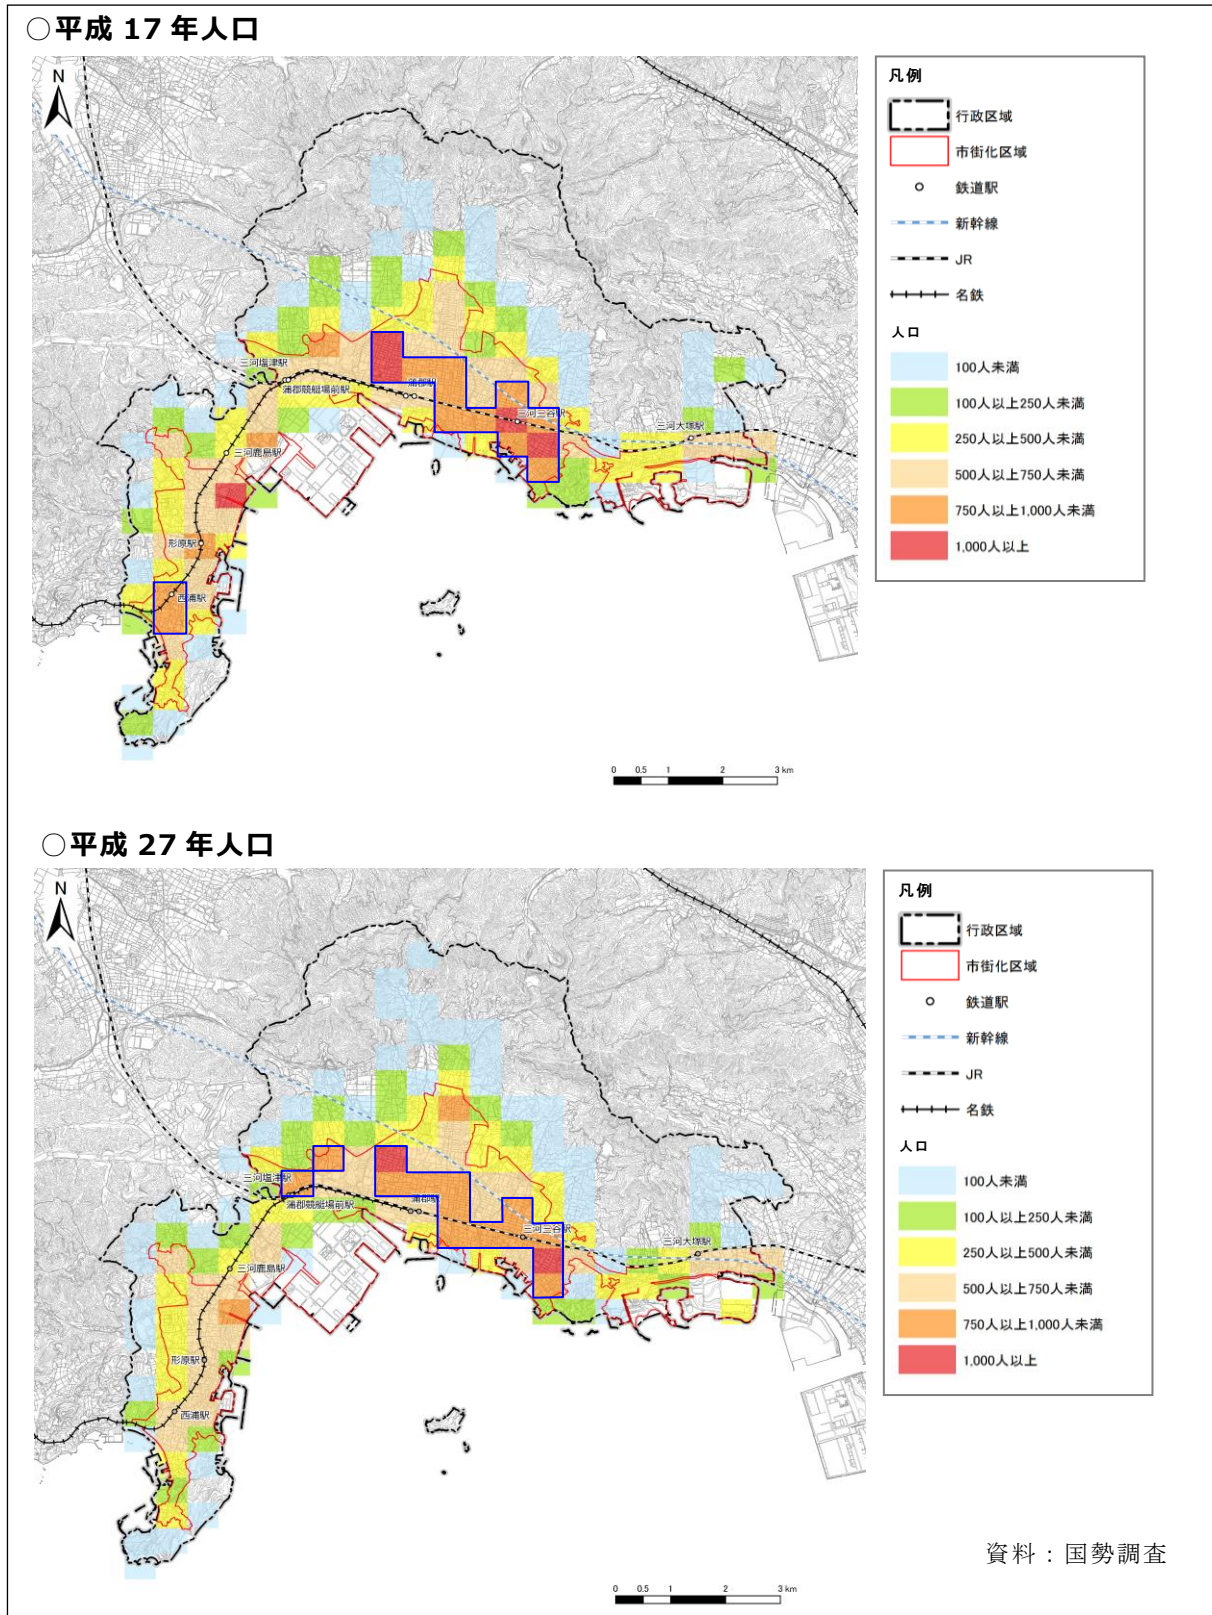 ○平成 17 年人口
N
三河塩津駅
蒲郡競艇場前駅
蒲郡駅
三河三谷駅
三河大塚駅
三河鹿島駅
形原駅
西浦駅
0 0.5 1 2 3 km
凡例
行政区域
市街化区域
鉄道駅
新幹線
JR
名鉄
人口
100人未満
100人以上250人未満
250人以上500人未満
500人以上750人未満
750人以上1,000人未満
1,000人以上
○平成 27 年人口
N
三河塩津駅
蒲郡競艇場前駅
蒲郡駅
三河三谷駅
三河大塚駅
三河鹿島駅
形原駅
西浦駅
0 0.5 1 2 3 km
凡例
行政区域
市街化区域
鉄道駅
新幹線
JR
名鉄
人口
100人未満
100人以上250人未満
250人以上500人未満
500人以上750人未満
750人以上1,000人未満
1,000人以上
資料：国勢調査